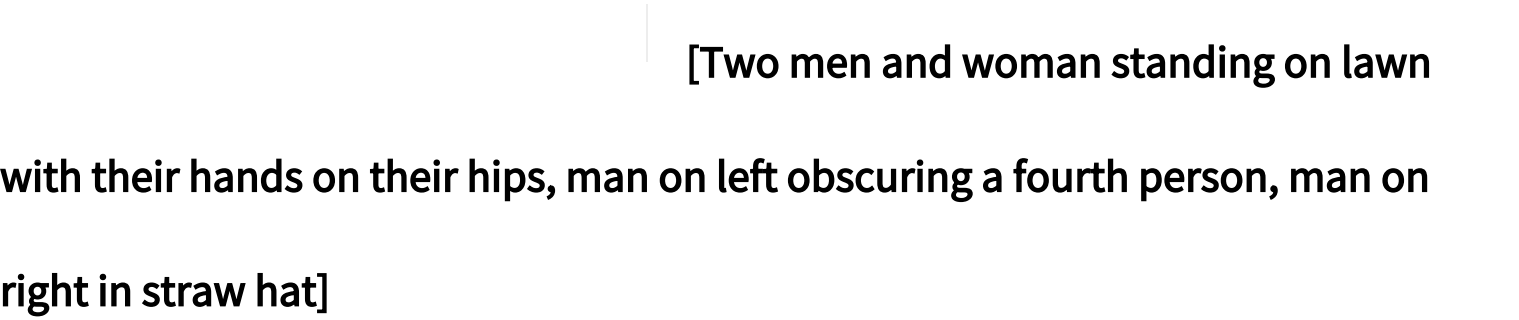 [Two men and woman standing on lawn
with their hands on their hips, man on left obscuring a fourth person, man on
right in straw hat]